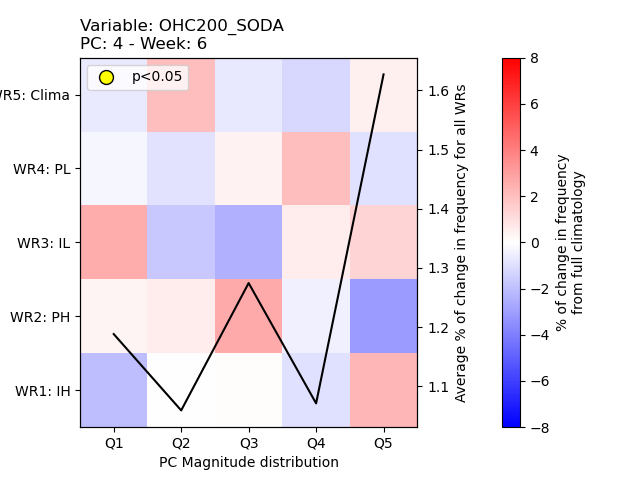 Variable: OHC200_SODA
PC: 4 - Week: 6
p<0.05
WR5: Clima
WR4: PL
WR3: IL
WR2: PH
WR1: IH
Q1 Q2 Q3 Q4 Q5
PC Magnitude distribution
1.6
1.5
1.4
1.3
1.2
1.1
Average % of change in frequency for all WRs
8
6
4
2
0
−2
−4
−6
−8
% of change in frequency
from full climatology